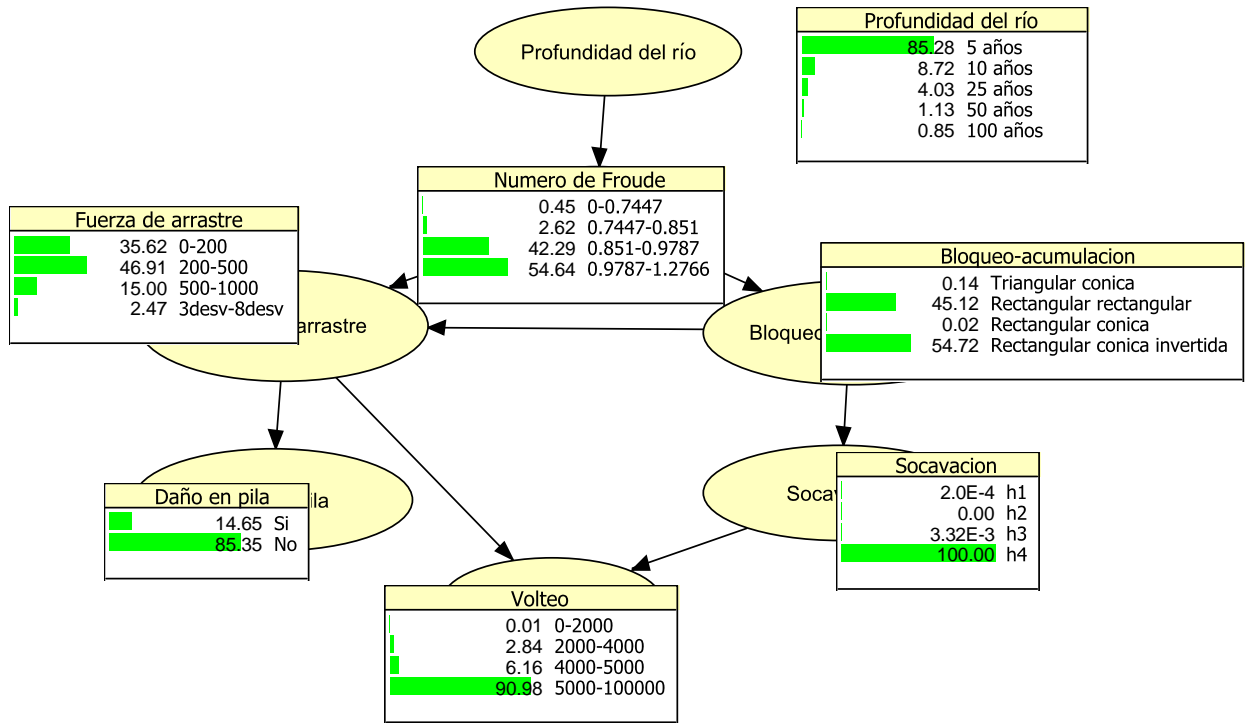 Profundidad del río
Profundidad del río
85.28 5 años
8.72 10 años
4.03 25 años
1.13 50 años
0.85 100 años
Numero de Froude
0.45 0-0.7447
2.62 0.7447-0.851
42.29 0.851-0.9787
54.64 0.9787-1.2766
Fuerza de arrastre
35.62 0-200
46.91 200-500
15.00 500-1000
2.47 3desv-8desv
arrastre
Bloqueo-acumulacion
0.14 Triangular conica
45.12 Rectangular rectangular
0.02 Rectangular conica
54.72 Rectangular conica invertida
Bloqueo
Daño en pila
14.65 Si
85.35 No
ila
Socavacion
2.0E-4 h1
0.00 h2
3.32E-3 h3
100.00 h4
Soca
Volteo
0.01 0-2000
2.84 2000-4000
6.16 4000-5000
90.98 5000-100000